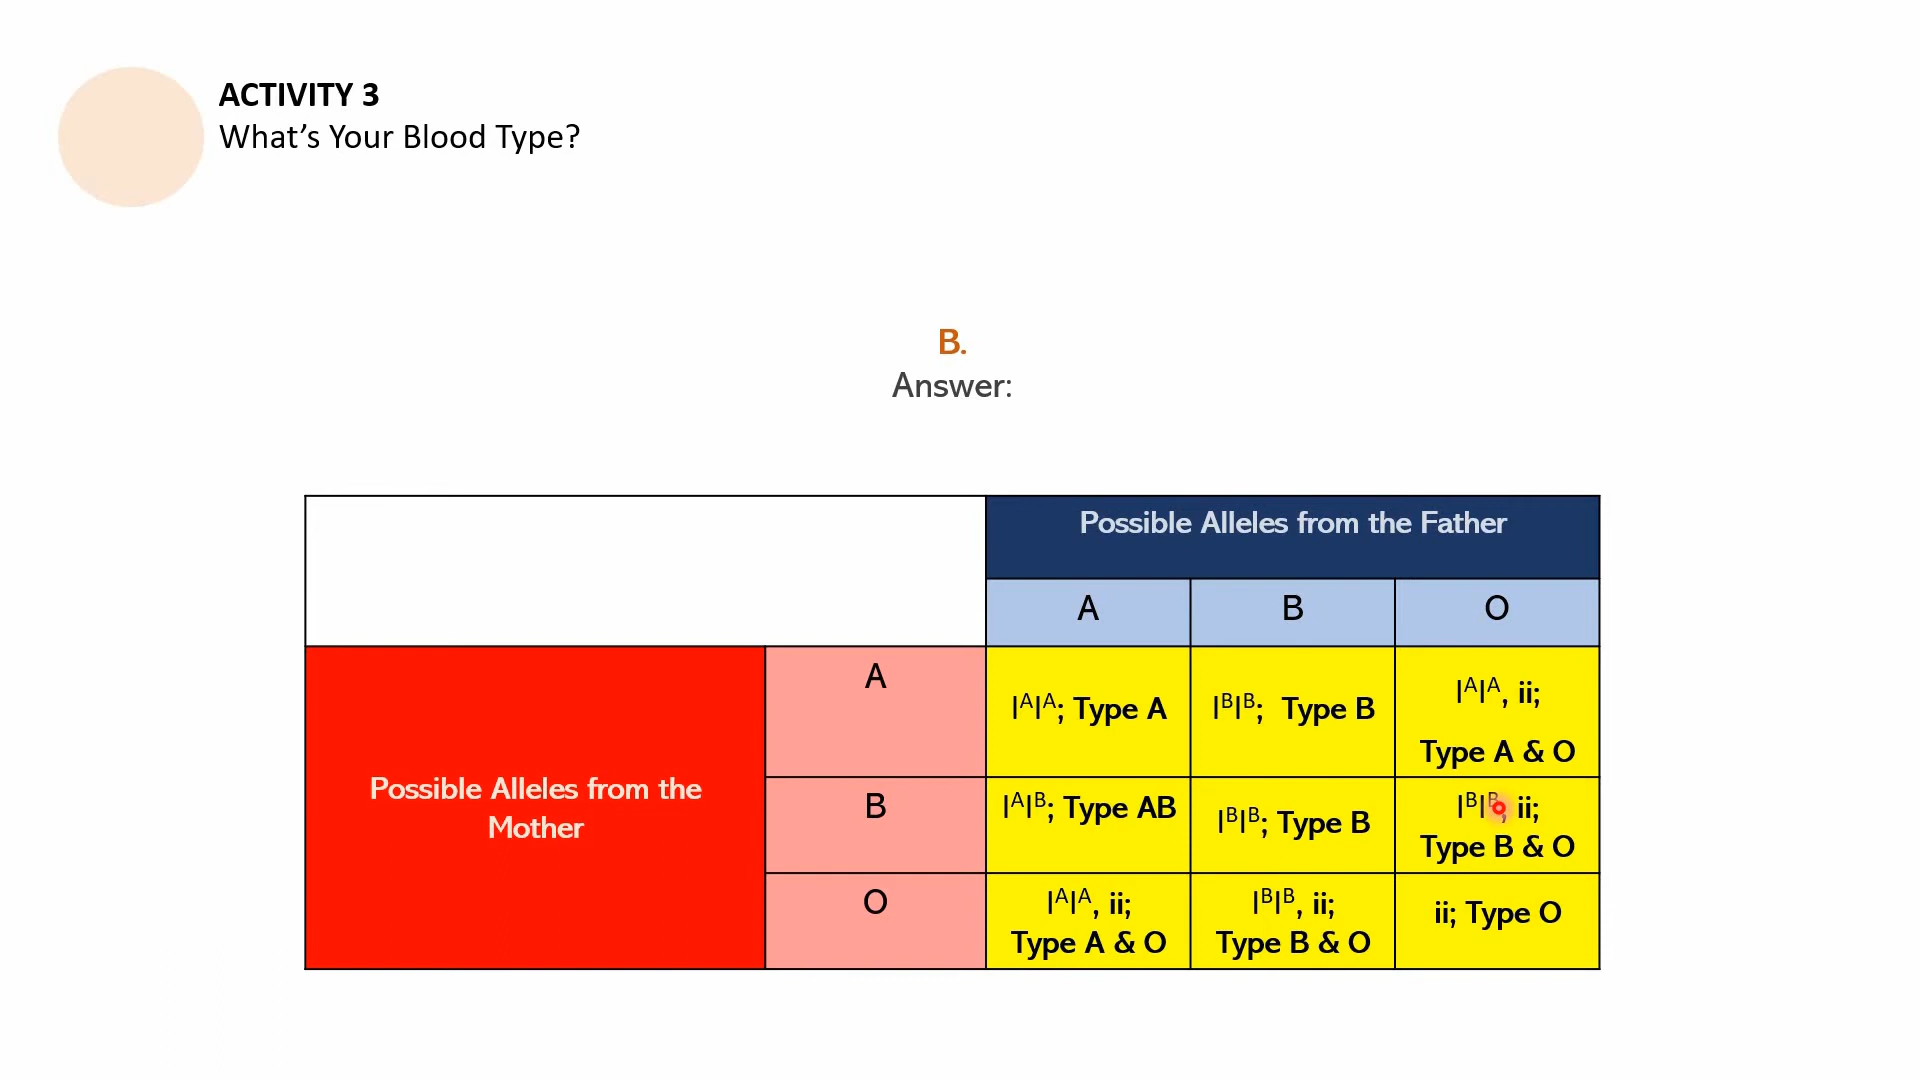 ACTIVITY 3
What’s Your Blood Type?
B.
Answer:
Possible Alleles from the Father
A
B
O
Possible Alleles from the
Mother
A
IᴬIᴬ; Type A
IᴮIᴮ; Type B
IᴬIᴬ, ii;
Type A & O
B
IᴬIᴮ; Type AB
IᴮIᴮ; Type B
IᴮIᴮ, ii;
Type B & O
O
IᴬIᴬ, ii;
Type A & O
IᴮIᴮ, ii;
Type B & O
ii; Type O